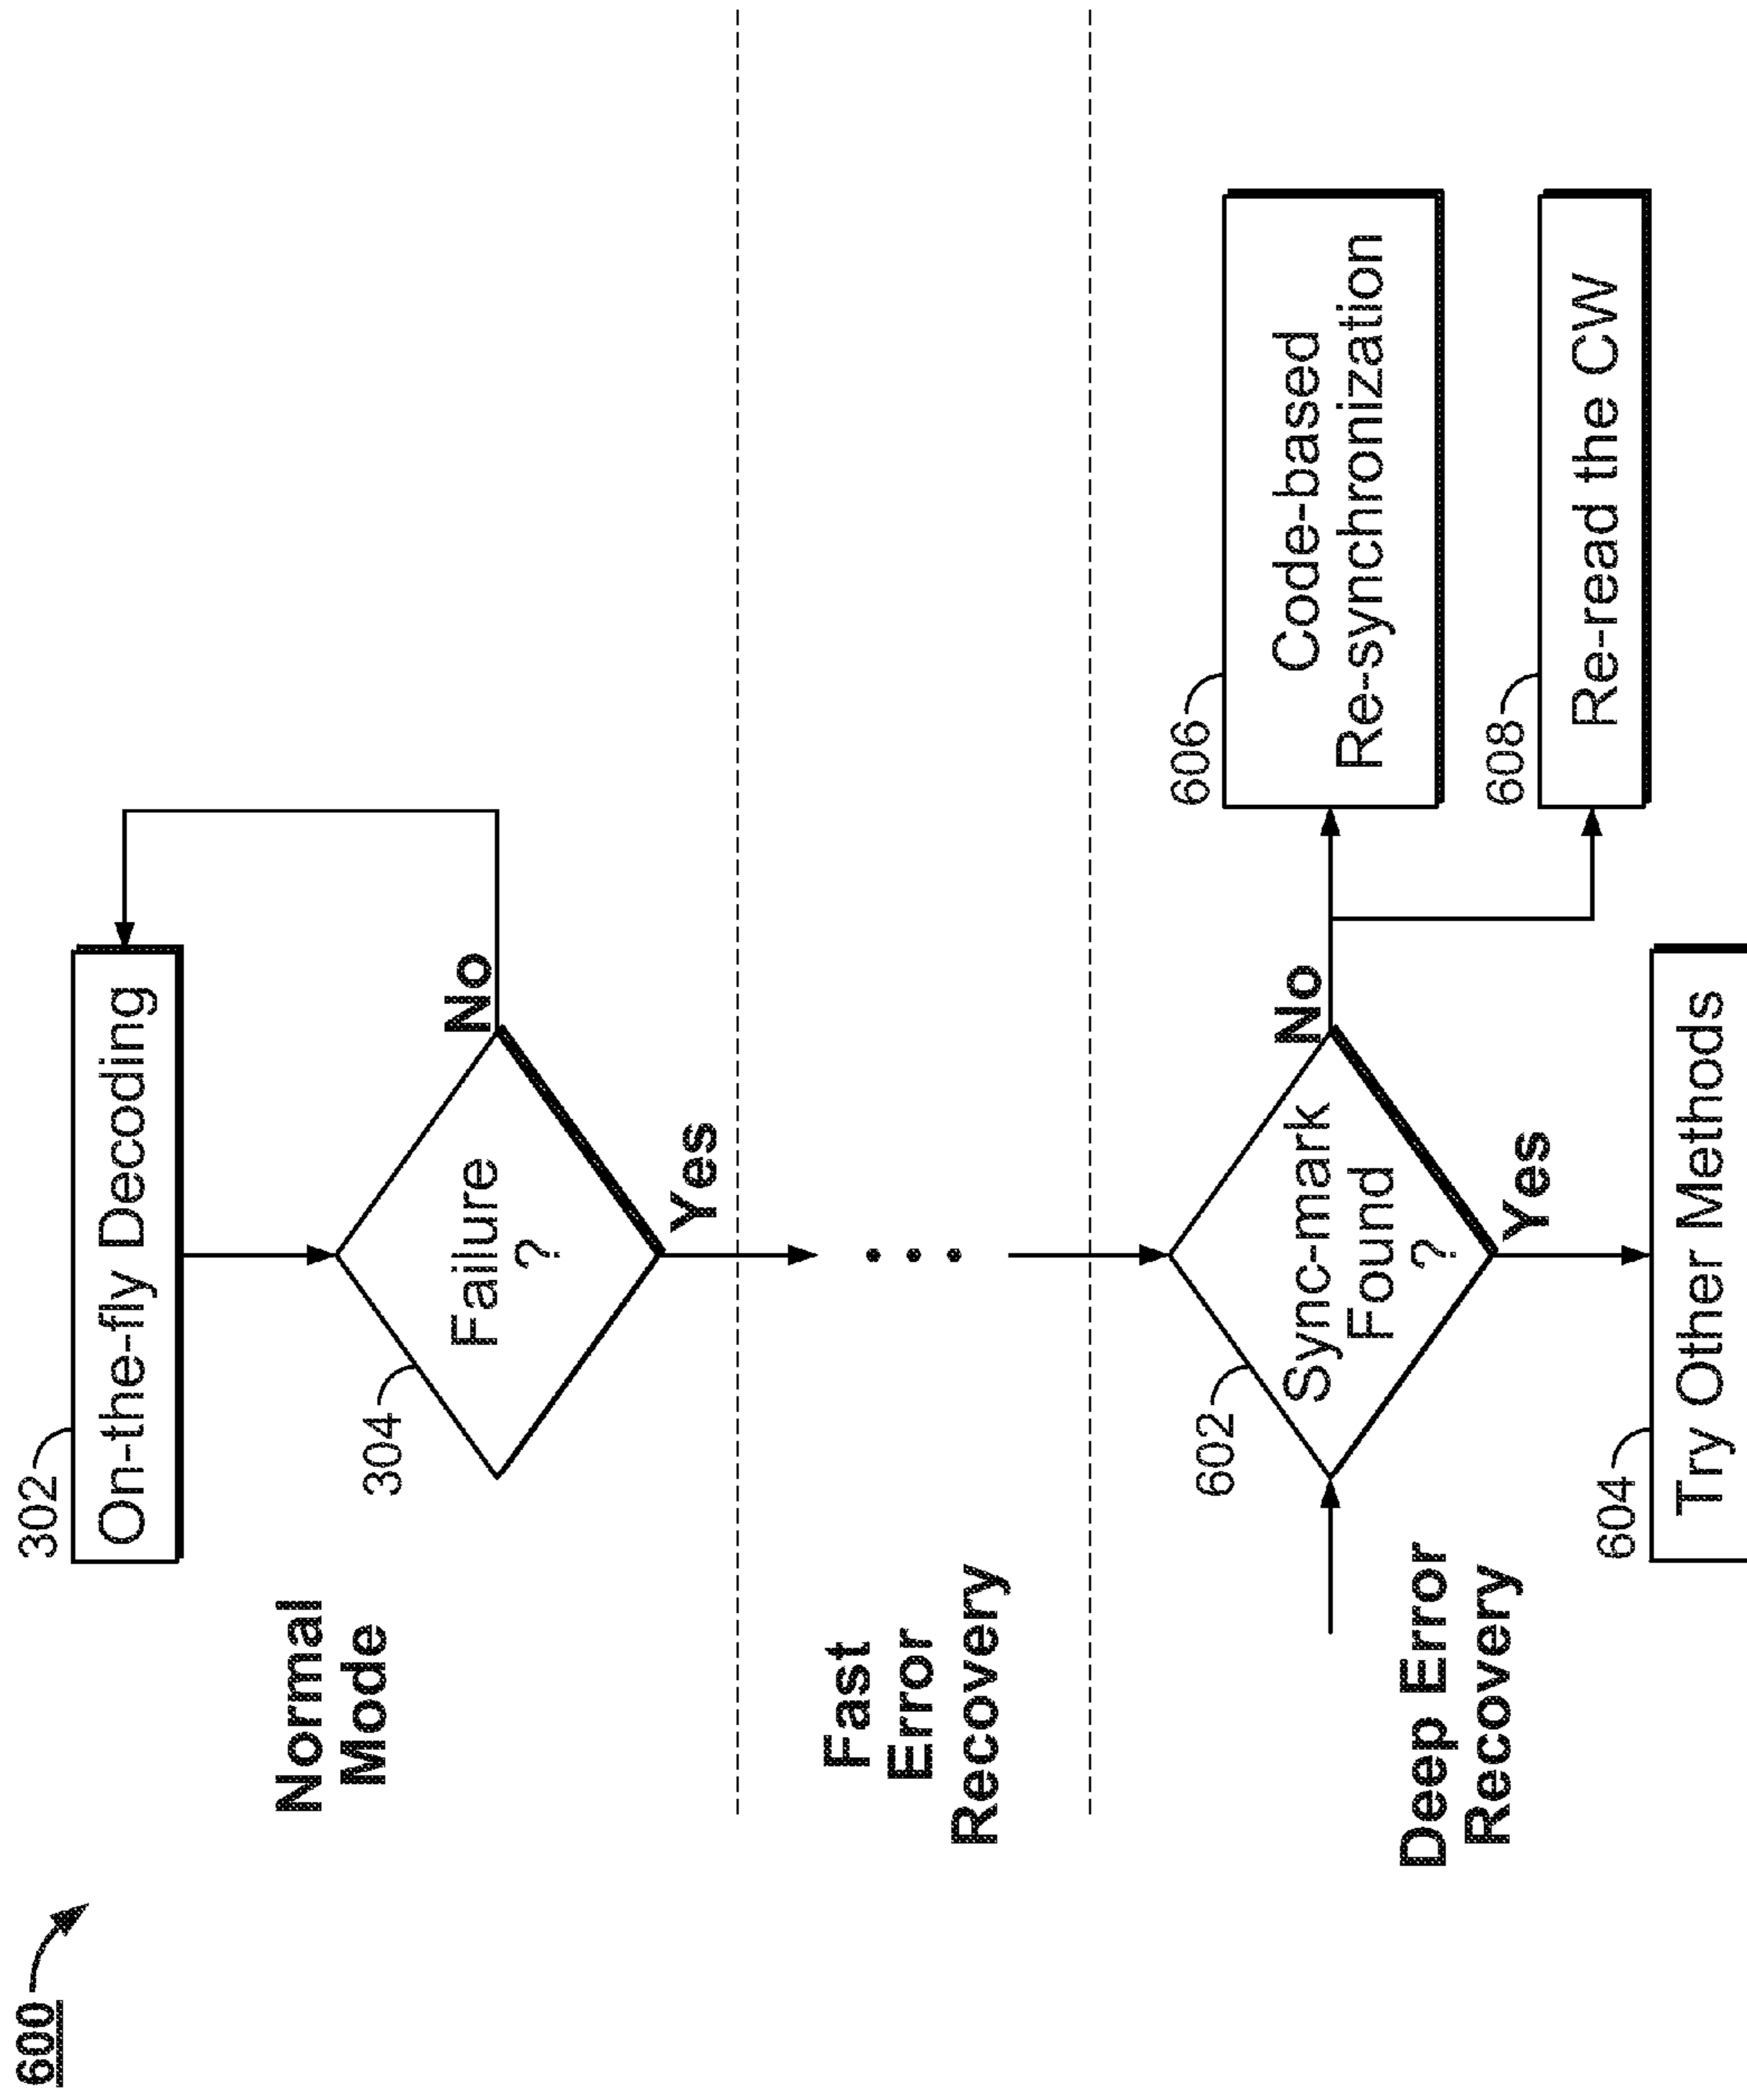 600
302
On-the-fly Decoding
Normal
Mode
304
Failure
?
No
Yes
Fast
Error
Recovery
602
Sync-mark
Found
?
No
606
Code-based
Re-synchronization
Deep Error
Recovery
Yes
608
Re-read the CW
604
Try Other Methods